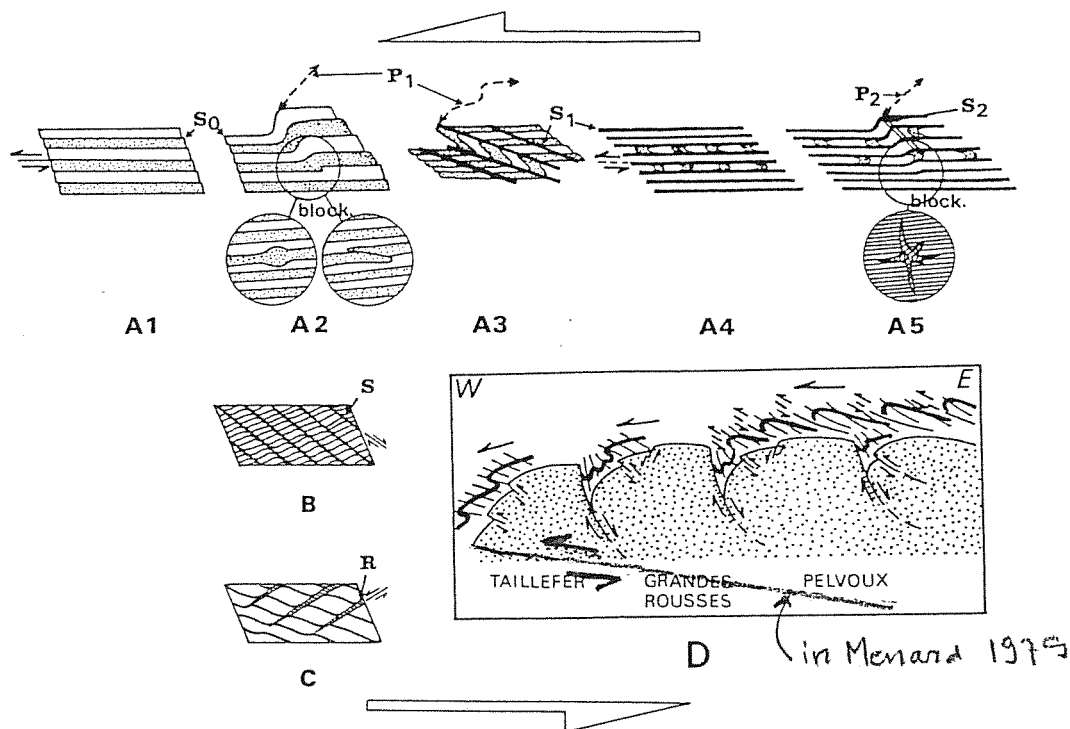 P1
S0
S1
P2
S2
block.
block.
A1
A2
A3
A4
A5
S
B
R
C
W
E
TAILLEFER
GRANDES
ROUSSES
PELVOUX
D
in Menard 1979